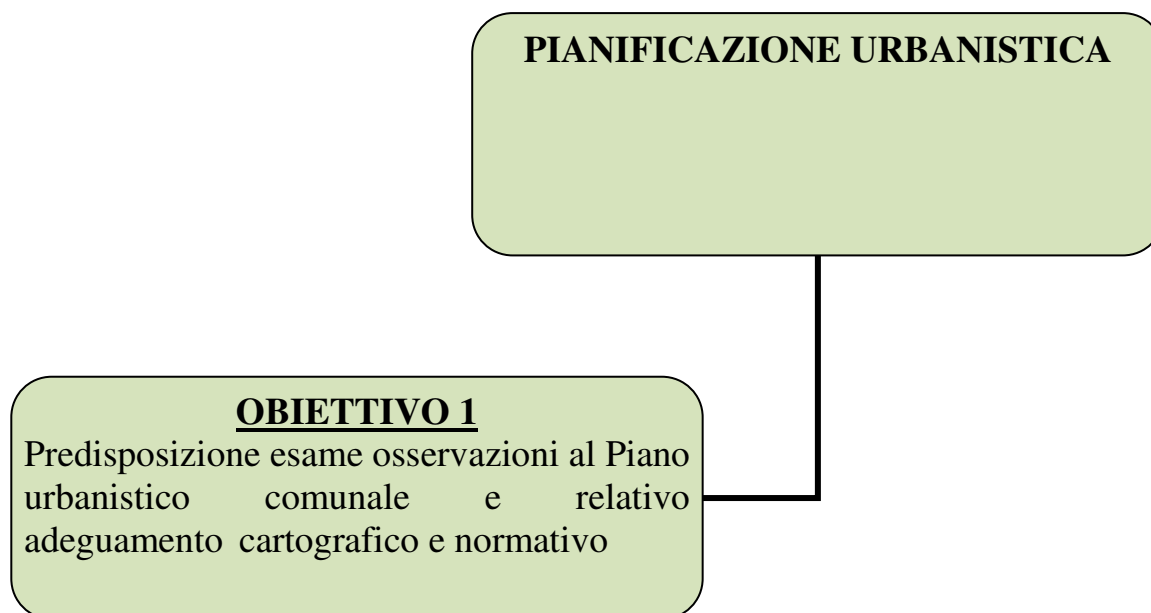 PIANIFICAZIONE URBANISTICA
OBIETTIVO 1
Predisposizione esame osservazioni al Piano
urbanistico comunale e relativo
adeguamento cartografico e normativo